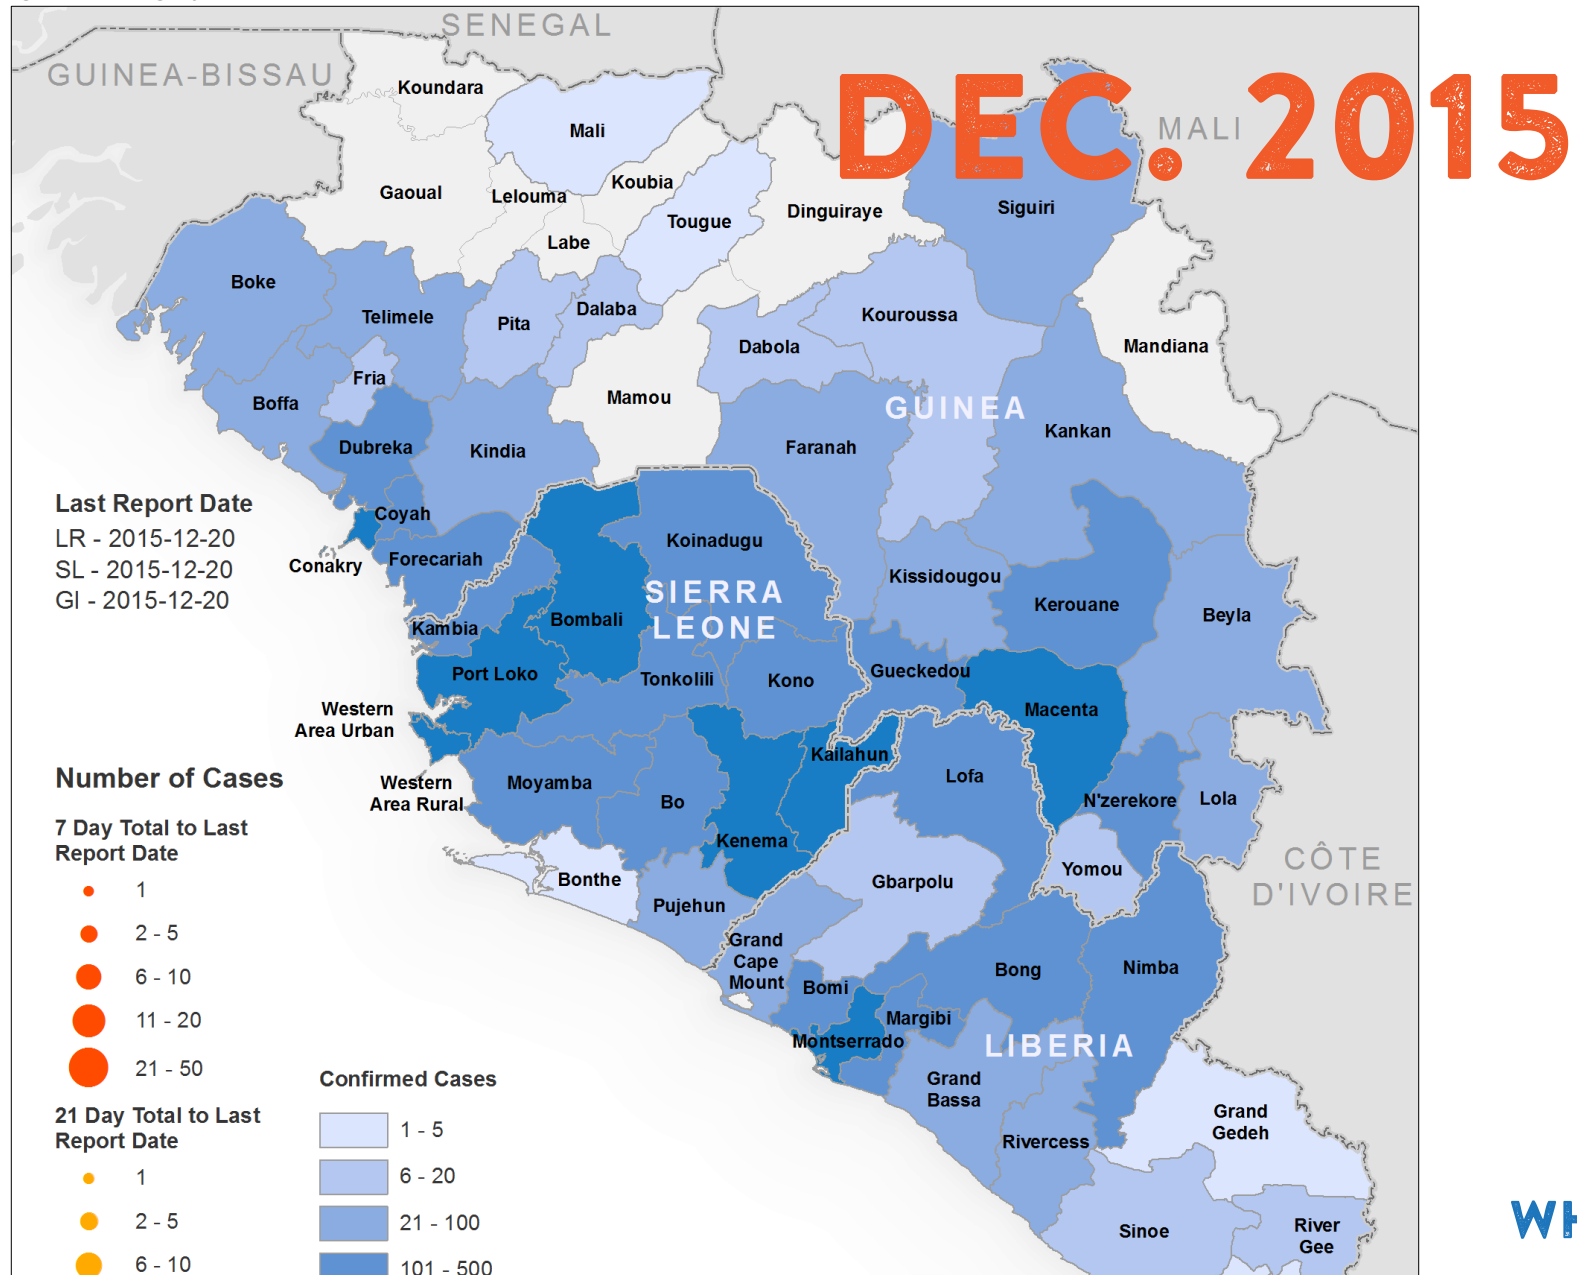 SENEGAL
GUINEA-BISSAU
Koundara
DEC. 2015
MALI
Mali
Koubia
Gaoual
Lelouma
Tougue
Dinguiraye
Siguiri
Labe
Boke
Telimele
Pita
Dalaba
Kouroussa
Dabola
Mandiana
Fria
Boffa
Mamou
GUINEA
Kankan
Dubreka
Kindia
Faranah
Last Report Date
LR - 2015-12-20
SL - 2015-12-20
GI - 2015-12-20
Coyah
Conakry
Forecariah
Koinadugu
Kissidougou
Kerouane
Beyla
SIERRA
LEONE
Bombali
Kambia
Port Loko
Tonkolili
Kono
Gueckedou
Macenta
Western
Area Urban
Kailahun
Lofa
Western
Area Rural
Moyamba
Bo
N'zerekore
Lola
Kenema
Yomou
CÔTE
D'IVOIRE
Bonthe
Pujehun
Gbarpolu
Grand
Cape
Mount
Bomi
Bong
Nimba
Margibi
Montserrado
LIBERIA
Grand
Bassa
Rivercess
Grand
Gedeh
Sinoe
River
Gee
Number of Cases
7 Day Total to Last
Report Date
1
2 - 5
6 - 10
11 - 20
21 - 50
21 Day Total to Last
Report Date
1
2 - 5
6 - 10
Confirmed Cases
1 - 5
6 - 20
21 - 100
101 - 500